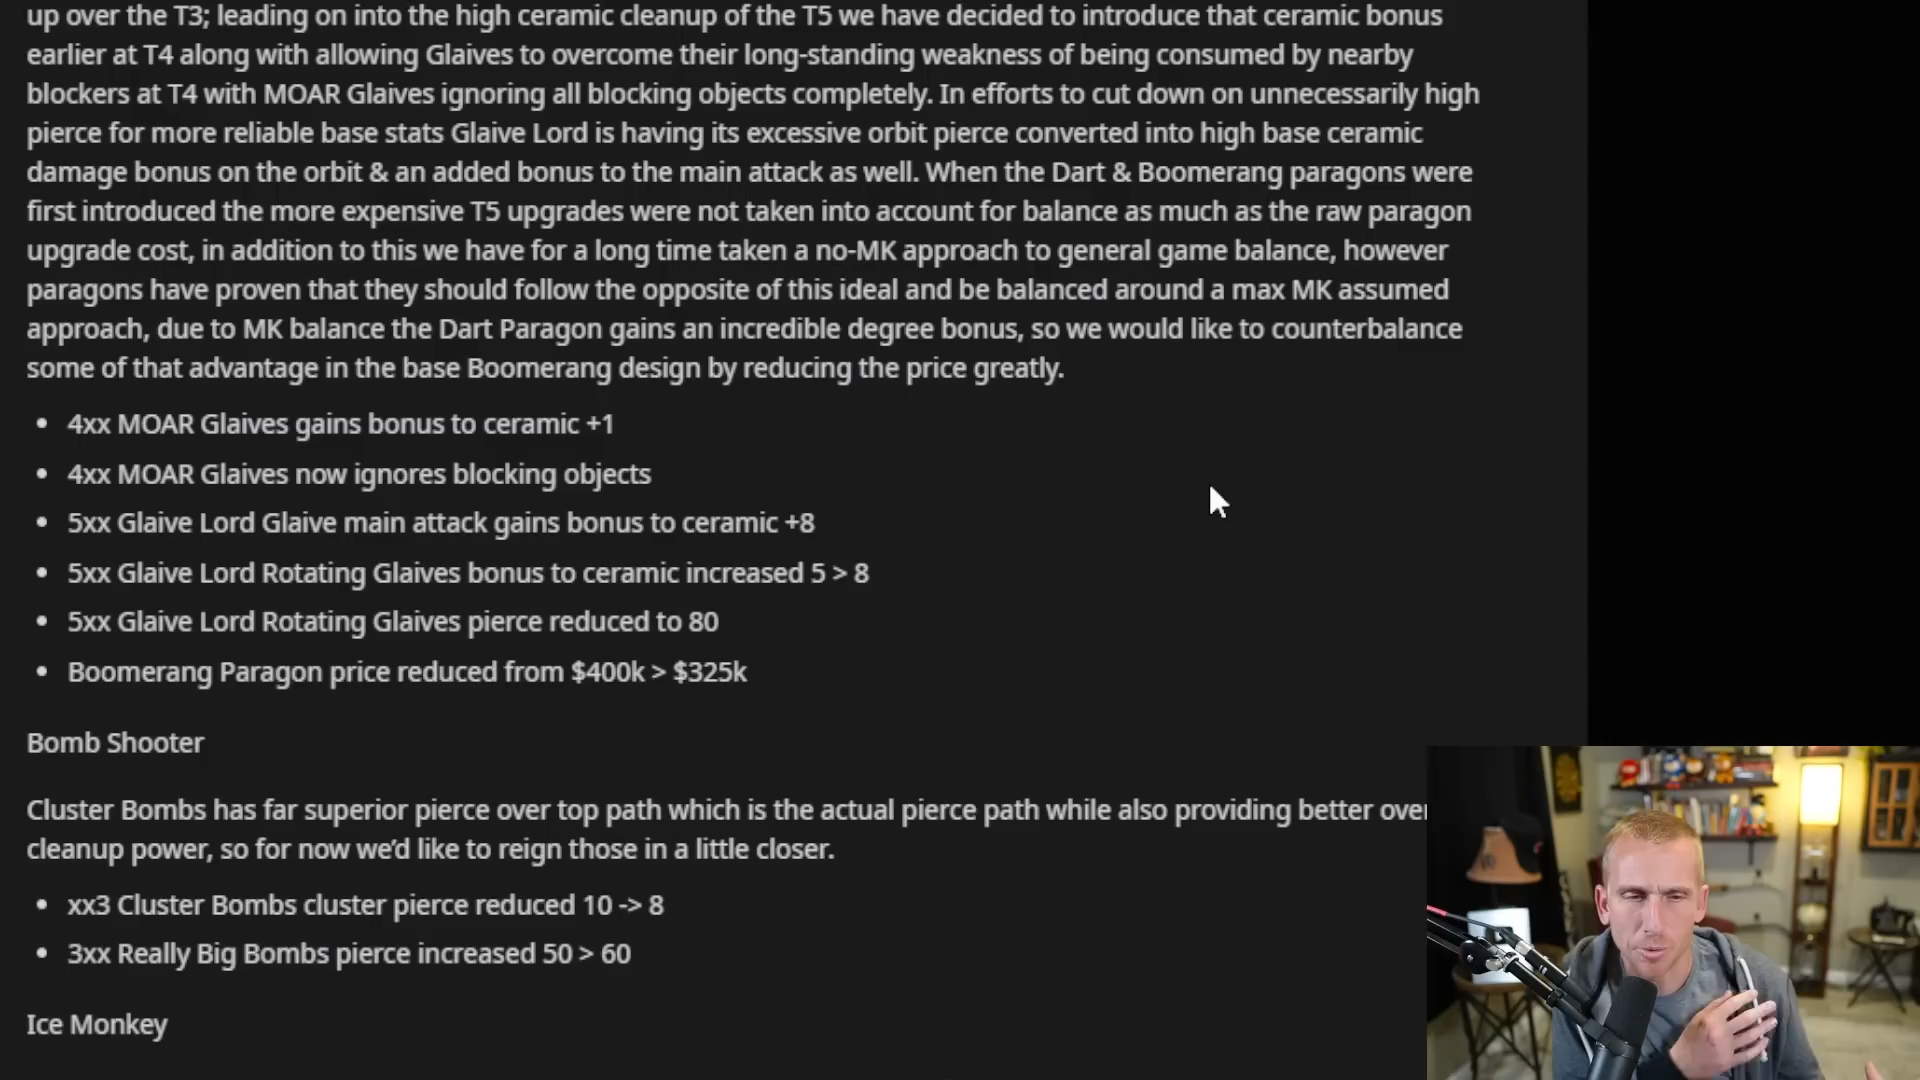 up over the T3; leading on into the high ceramic cleanup of the T5 we have decided to introduce that ceramic bonus
earlier at T4 along with allowing Glaives to overcome their long-standing weakness of being consumed by nearby
blockers at T4 with MOAR Glaives ignoring all blocking objects completely. In efforts to cut down on unnecessarily high
pierce for more reliable base stats Glaive Lord is having its excessive orbit pierce converted into high base ceramic
damage bonus on the orbit & an added bonus to the main attack as well. When the Dart & Boomerang paragons were
first introduced the more expensive T5 upgrades were not taken into account for balance as much as the raw paragon
upgrade cost, in addition to this we have for a long time taken a no-MK approach to general game balance, however
paragons have proven that they should follow the opposite of this ideal and be balanced around a max MK assumed
approach, due to MK balance the Dart Paragon gains an incredible degree bonus, so we would like to counterbalance
some of that advantage in the base Boomerang design by reducing the price greatly.
• 4xx MOAR Glaives gains bonus to ceramic +1
• 4xx MOAR Glaives now ignores blocking objects
• 5xx Glaive Lord Glaive main attack gains bonus to ceramic +8
• 5xx Glaive Lord Rotating Glaives bonus to ceramic increased 5 > 8
• 5xx Glaive Lord Rotating Glaives pierce reduced to 80
• Boomerang Paragon price reduced from $400k > $325k
Bomb Shooter
Cluster Bombs has far superior pierce over top path which is the actual pierce path while also providing better over
cleanup power, so for now we’d like to reign those in a little closer.
• xx3 Cluster Bombs cluster pierce reduced 10 -> 8
• 3xx Really Big Bombs pierce increased 50 > 60
Ice Monkey